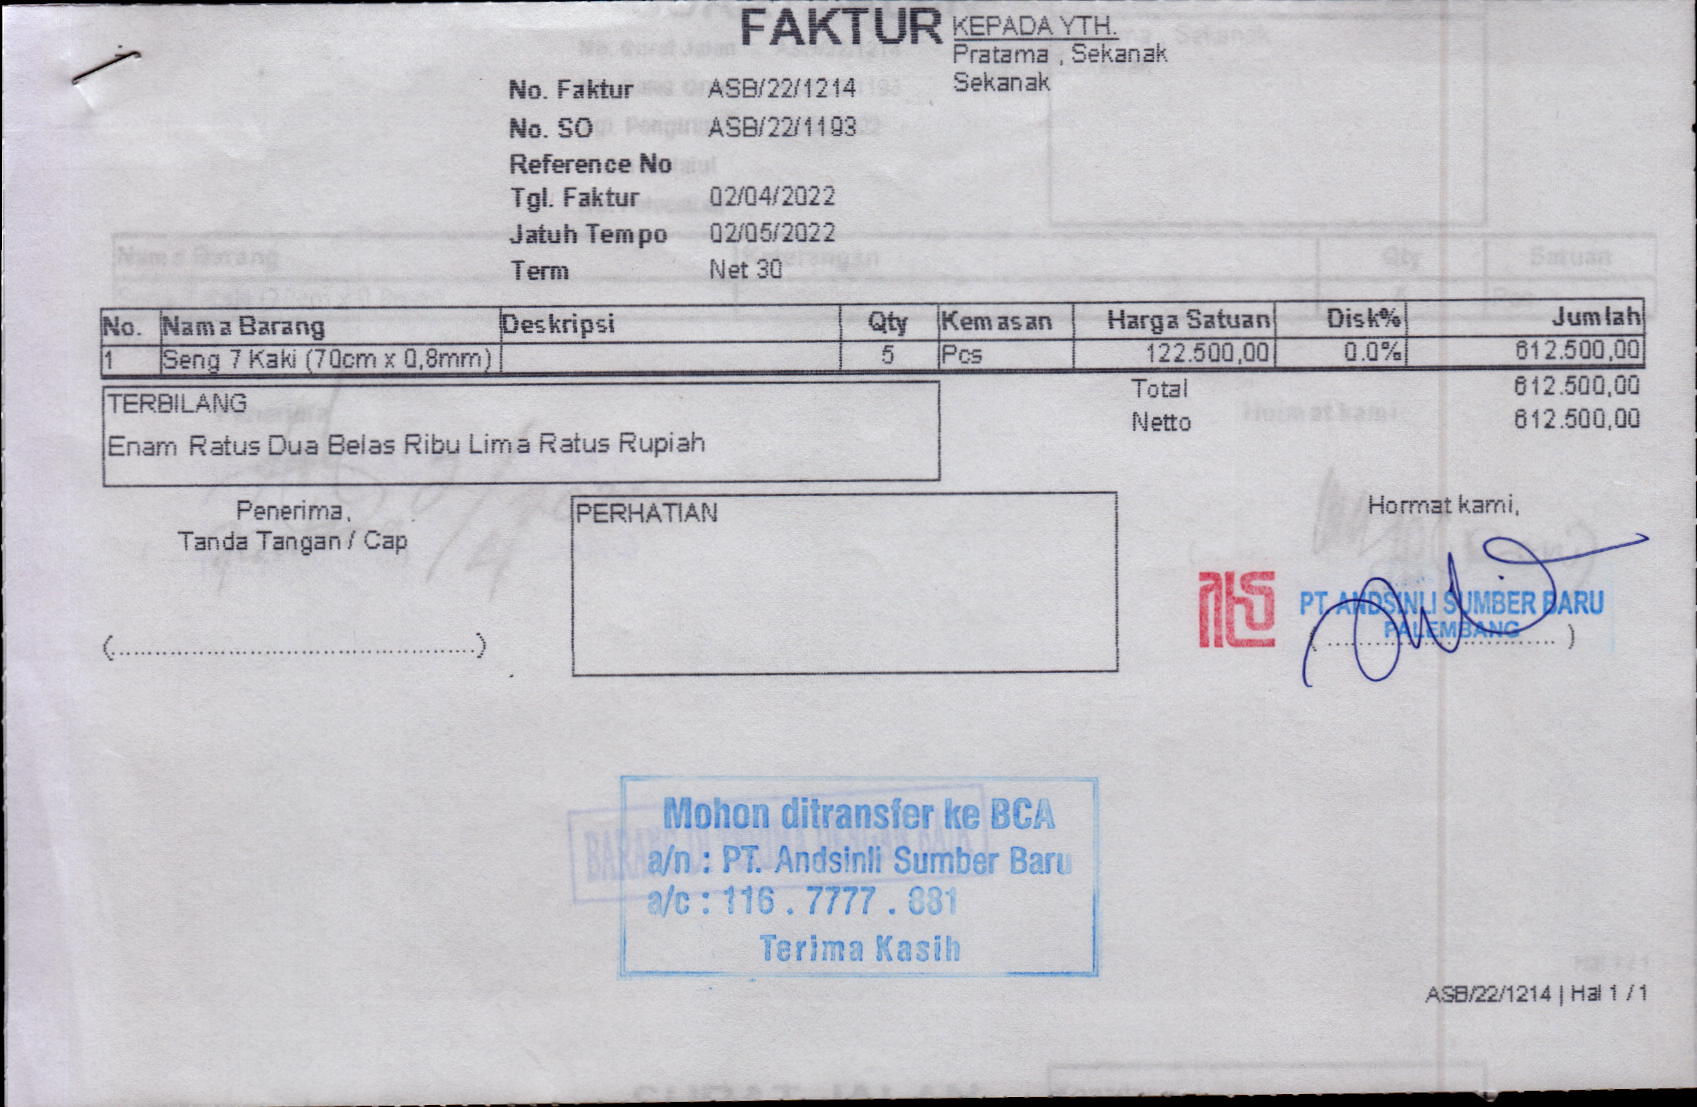 FAKTUR
KEPADA YTH.
Pratama , Sekanak
Sekanak
No. Faktur ASB/22/1214
No. SO ASB/22/1193
Reference No
Tgl. Faktur 02/04/2022
Jatuh Tempo 02/05/2022
Term Net 30
No. Nama Barang Deskripsi Qty Kemasan Harga Satuan Disk% Jumlah
1 Seng 7 Kaki (70cm x 0,8mm) 5 Pcs 122.500,00 0.0% 612.500,00
Total 612.500,00
Netto 612.500,00
TERBILANG
Enam Ratus Dua Belas Ribu Lima Ratus Rupiah
Penerima,
Tanda Tangan / Cap
(................................................)
PERHATIAN
Hormat kami,
PT. ANDSINLI SUMBER BARU
PALEMBANG
(.................................)
Mohon ditransfer ke BCA
a/n : PT. Andsinli Sumber Baru
a/c : 116 . 7777 . 881
Terima Kasih
ASB/22/1214 | Hal 1 / 1